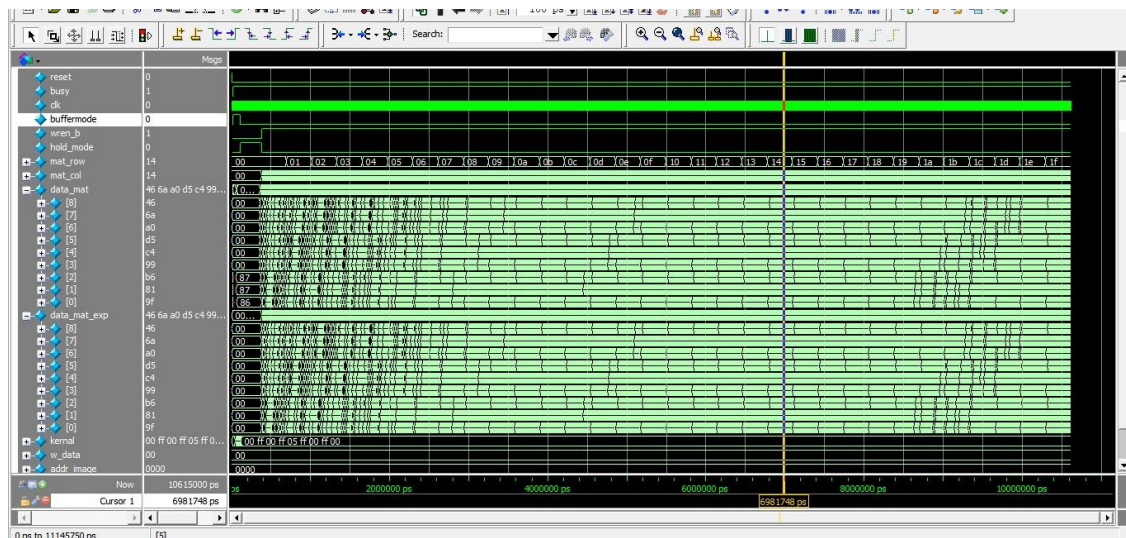 100 ps
Search:
Msgs
reset 0
busy 1
clk 0
buffermode 0
wren_b 1
hold_mode 0
mat_row 14 00 01 02 03 04 05 06 07 08 09 0a 0b 0c 0d 0e 0f 10 11 12 13 14 15 16 17 18 19 1a 1b 1c 1d 1e 1f
mat_col 14 00
data_mat 46 6a a0 d5 c4 99... 0...
[8] 46 00
[7] 6a 00
[6] a0 00
[5] d5 00
[4] c4 00
[3] 99 00
[2] b6 87
[1] 81 87
[0] 9f 86
data_mat_exp 46 6a a0 d5 c4 99... 00...
[8] 46 00
[7] 6a 00
[6] a0 00
[5] d5 00
[4] c4 00
[3] 99 00
[2] b6 00
[1] 81 00
[0] 9f 00
kernal 00 ff 00 ff 05 ff 0... 00 ff 00 ff 05 ff 00 ff 00
w_data 00 00
addr_image 0000 0000
Now 10615000 ps ps 2000000 ps 4000000 ps 6000000 ps 8000000 ps 10000000 ps
Cursor 1 6981748 ps 6981748 ps
0 ps to 11145750 ps [5]